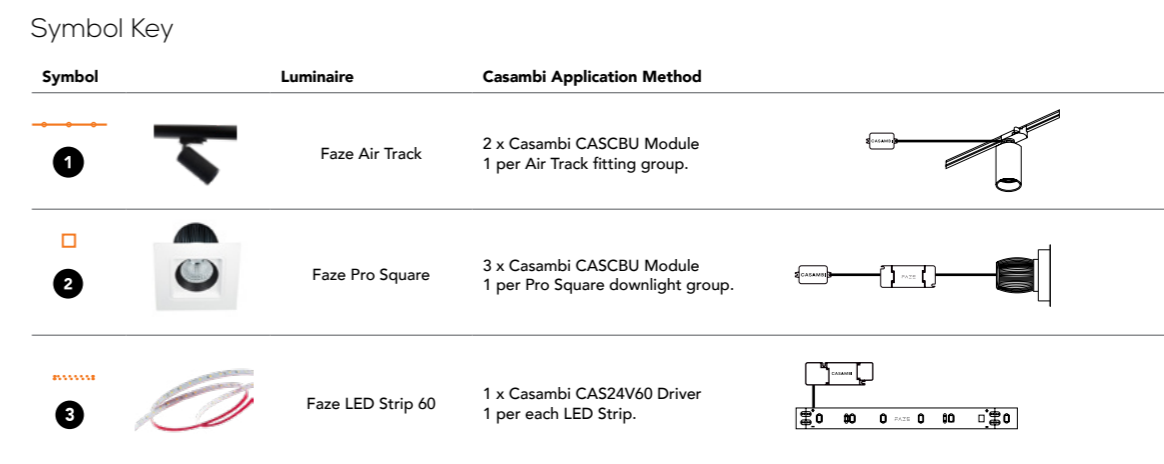 Symbol Key
Symbol Luminaire Casambi Application Method
1 Faze Air Track
2 x Casambi CASCBU Module
1 per Air Track fitting group.
CASAMBI
2 Faze Pro Square
3 x Casambi CASCBU Module
1 per Pro Square downlight group.
CASAMBI FAZE
3 Faze LED Strip 60
1 x Casambi CAS24V60 Driver
1 per each LED Strip.
CASAMBI
FAZE